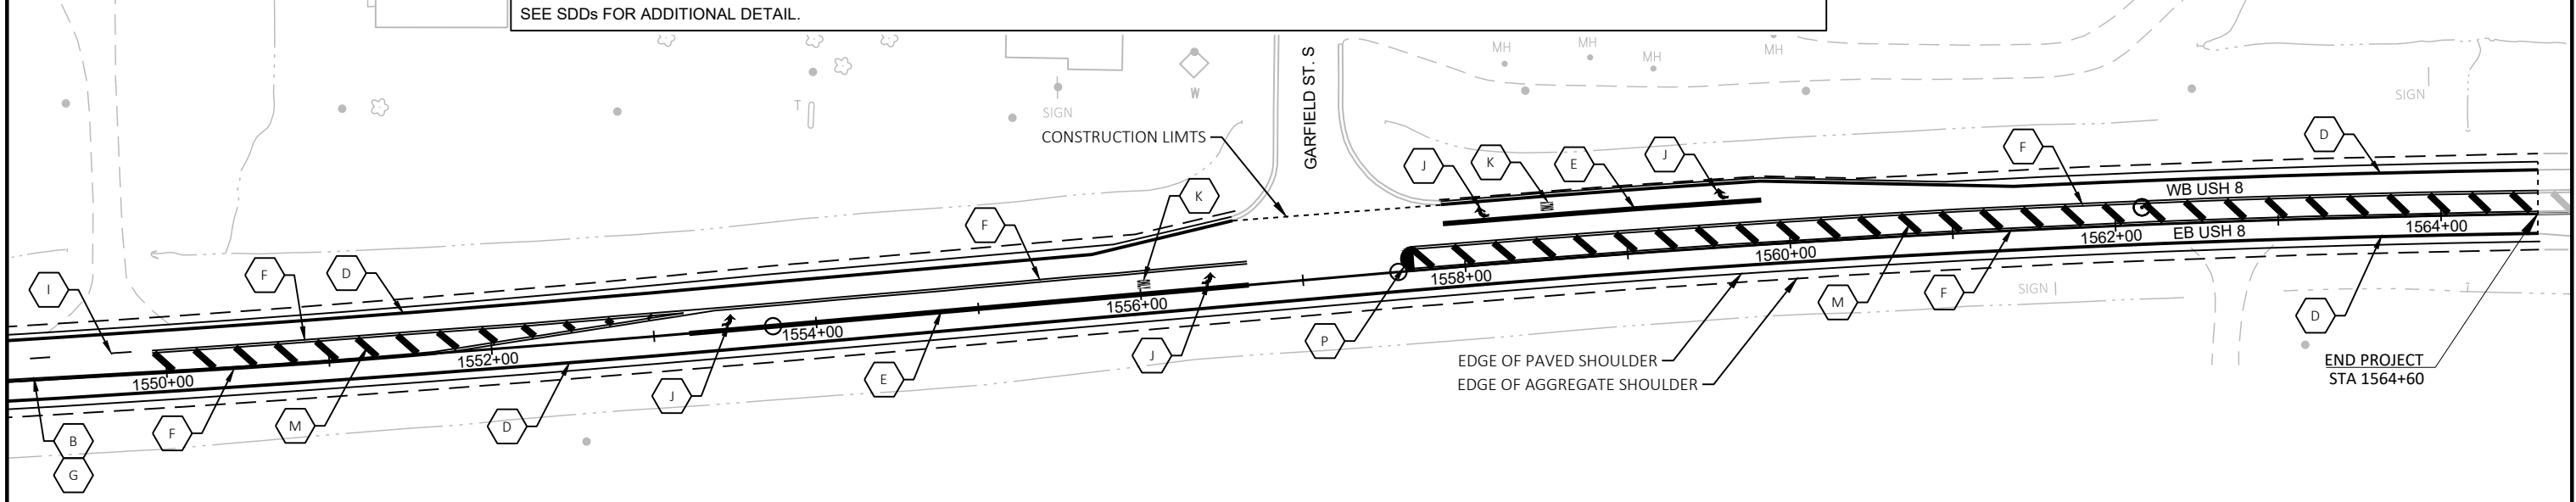 SEE SDDs FOR ADDITIONAL DETAIL.
GARFIELD ST. S
MH
MH
MH
MH
SIGN
T
W
SIGN
CONSTRUCTION LIMTS
J
K
E
J
F
D
K
F
WB USH 8
EB USH 8
I
F
D
1550+00
1552+00
1554+00
1556+00
1558+00
1560+00
1562+00
1564+00
SIGN
B
G
F
M
D
J
E
J
P
M
F
D
EDGE OF PAVED SHOULDER
EDGE OF AGGREGATE SHOULDER
END PROJECT
STA 1564+60